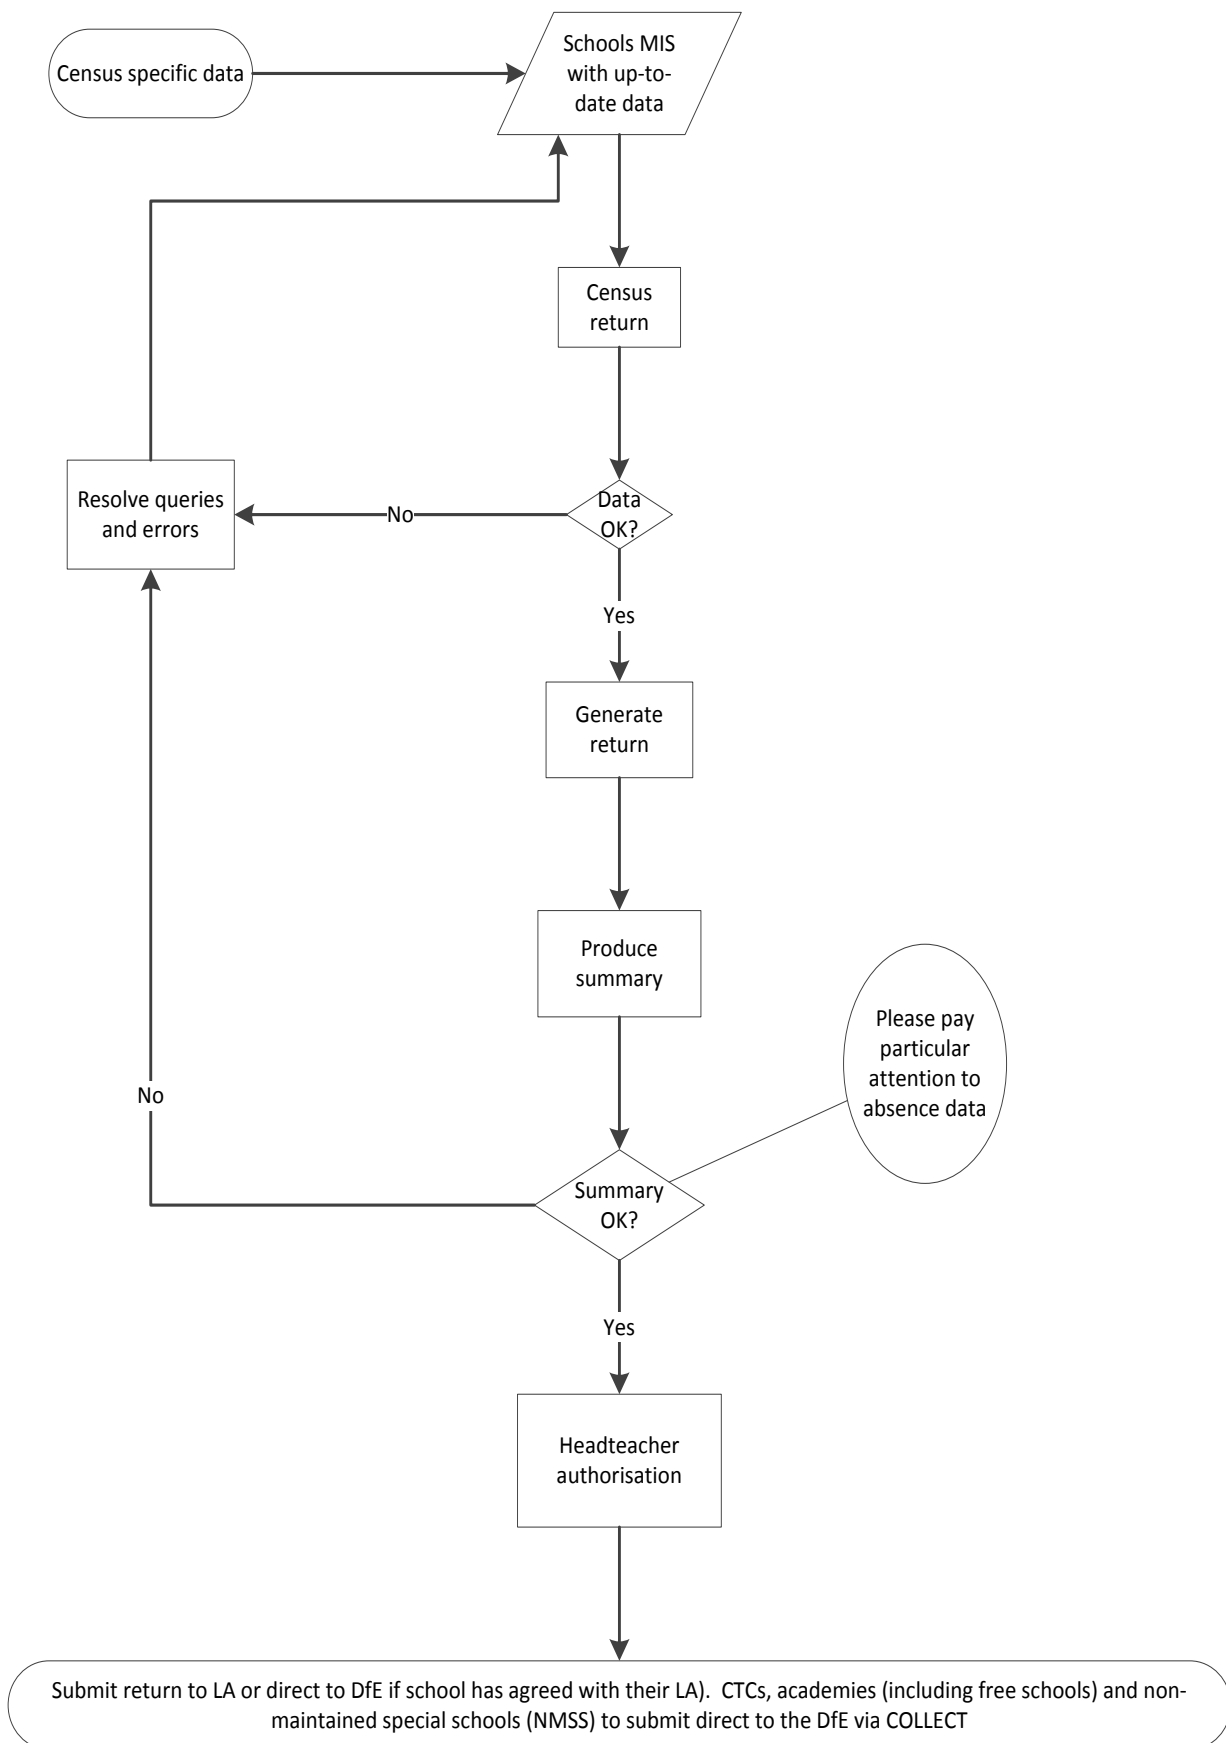 Census specific data
Schools MIS
with up-to-
date data
Census
return
Resolve queries
and errors
No
Data
OK?
Yes
Generate
return
Produce
summary
Please pay
particular
attention to
absence data
No
Summary
OK?
Yes
Headteacher
authorisation
Submit return to LA or direct to DfE if school has agreed with their LA).  CTCs, academies (including free schools) and non-
maintained special schools (NMSS) to submit direct to the DfE via COLLECT